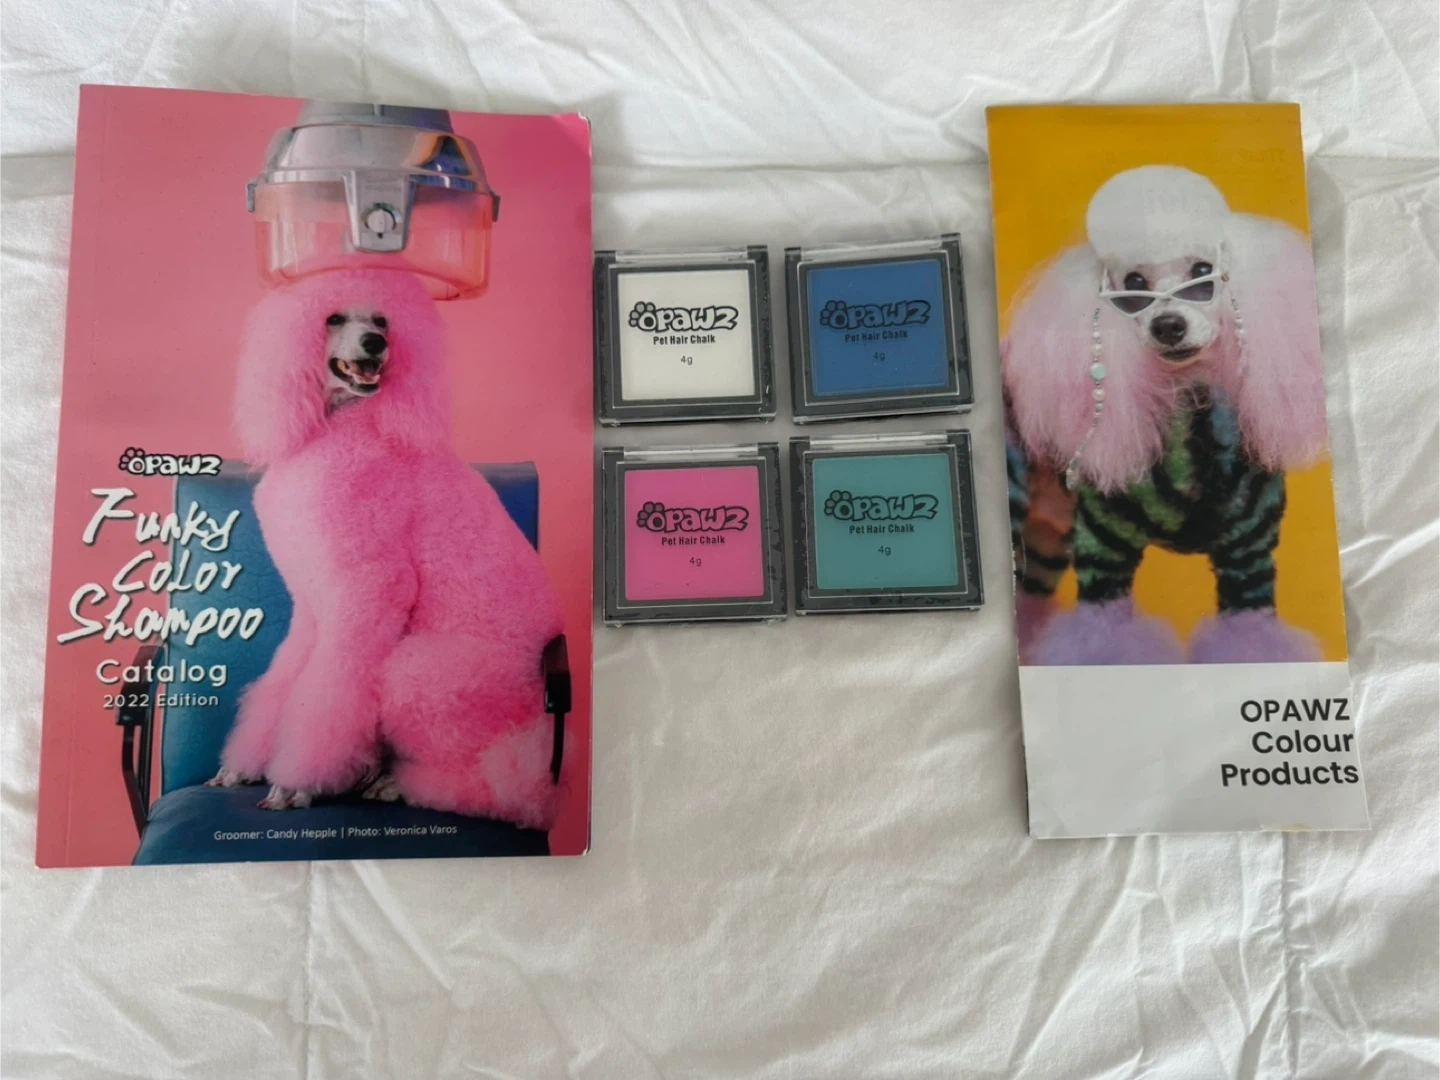 OPAWZ
Funky
Color
Shampoo
Catalog
2022 Edition
Groomer: Candy Hepple | Photo: Veronica Varos
OPAWZ
Pet Hair Chalk
4g
OPAWZ
Pet Hair Chalk
4g
OPAWZ
Pet Hair Chalk
4g
OPAWZ
Pet Hair Chalk
4g
OPAWZ
Colour
Products